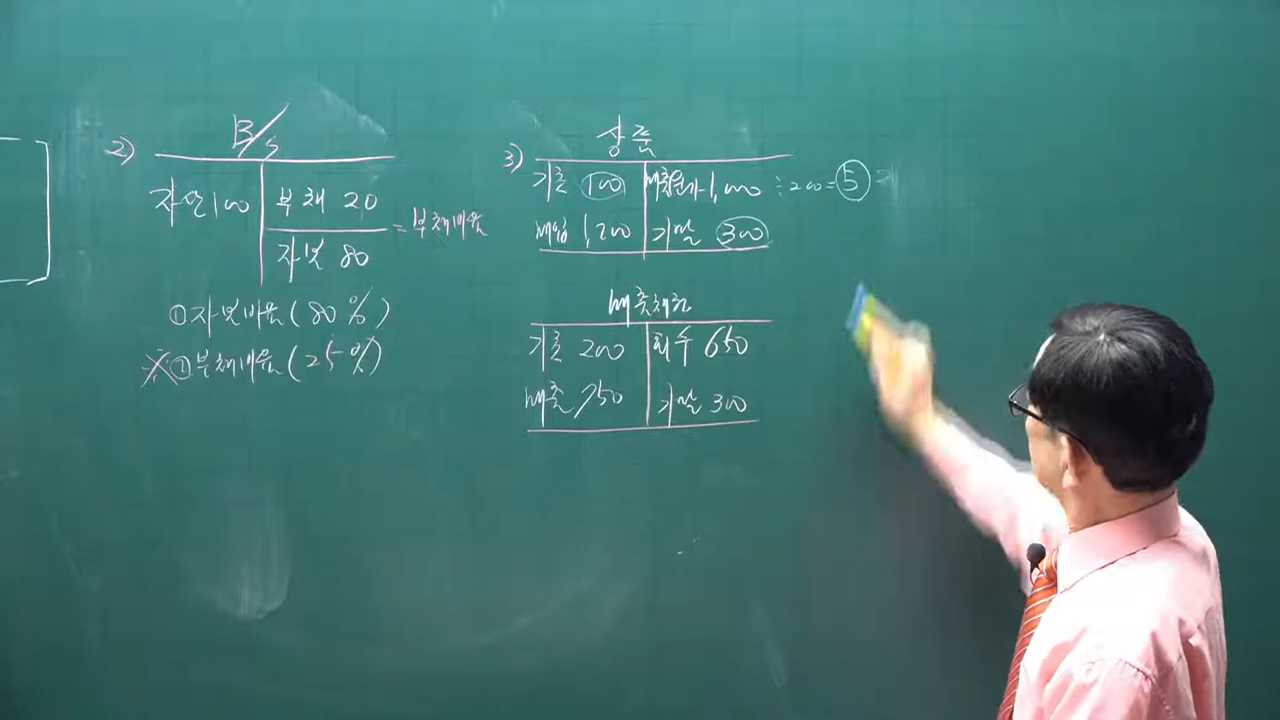 2) B/S
자산 100 부채 20
자본 80 = 부채비율
① 자본비율 (80%)
※ ② 부채비율 (25%)
3) 상품
기초 100 매출원가 1,000 ÷ 200 = 5
매입 1,200 기말 300
매출채권
기초 200 회수 650
매출 750 기말 300